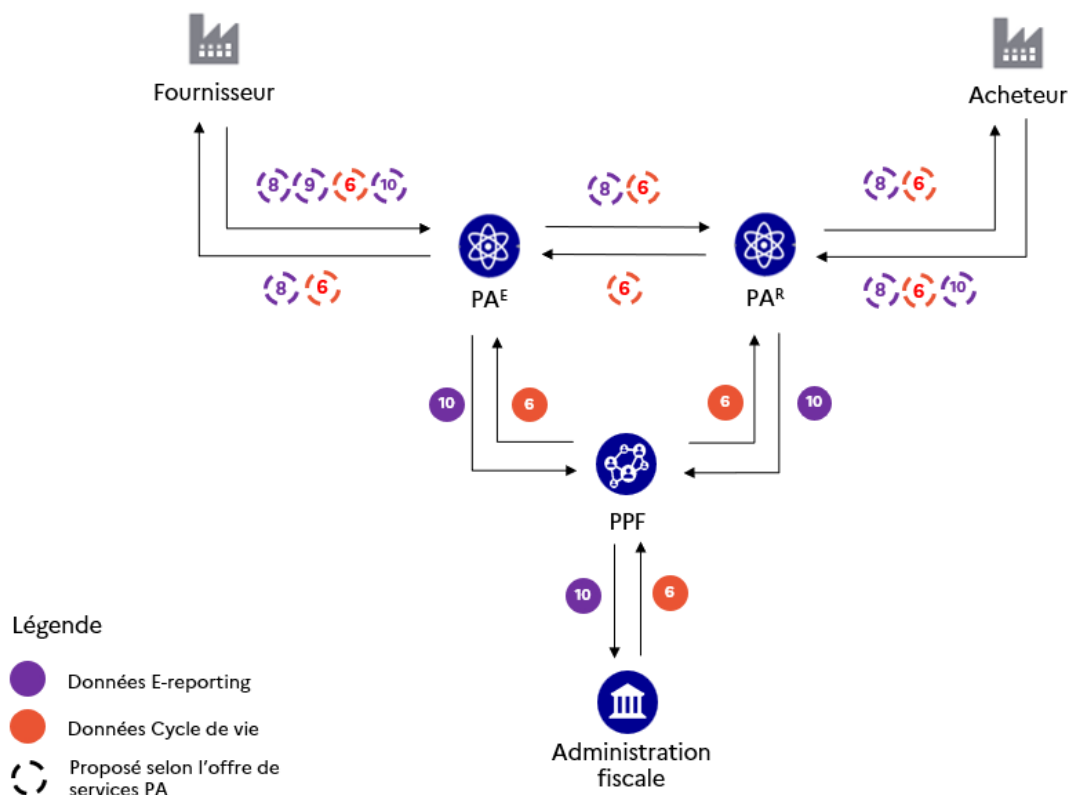 Fournisseur
Acheteur
8 9 6 10
8 6
8 6
8 6
6
8 6 10
PAᴱ
PAᴿ
10
6
6
10
PPF
10
6
Administration
fiscale
Légende
Données E-reporting
Données Cycle de vie
Proposé selon l'offre de
services PA